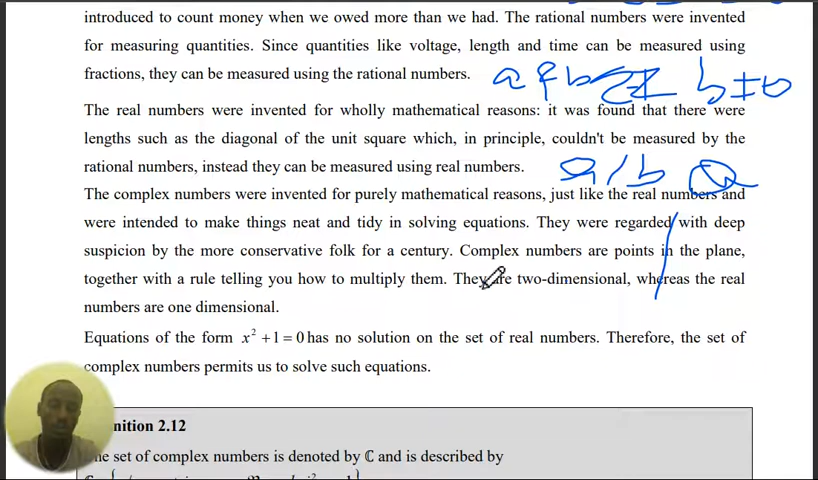 introduced to count money when we owed more than we had. The rational numbers were invented
for measuring quantities. Since quantities like voltage, length and time can be measured using
fractions, they can be measured using the rational numbers.
b ≠ 0
The real numbers were invented for wholly mathematical reasons: it was found that there were
lengths such as the diagonal of the unit square which, in principle, couldn't be measured by the
rational numbers, instead they can be measured using real numbers.
a/b Q
The complex numbers were invented for purely mathematical reasons, just like the real numbers and
were intended to make things neat and tidy in solving equations. They were regarded with deep
suspicion by the more conservative folk for a century. Complex numbers are points in the plane,
together with a rule telling you how to multiply them. They are two-dimensional, whereas the real
numbers are one dimensional.
Equations of the form x² + 1 = 0 has no solution on the set of real numbers. Therefore, the set of
complex numbers permits us to solve such equations.
nition 2.12
he set of complex numbers is denoted by ℂ and is described by